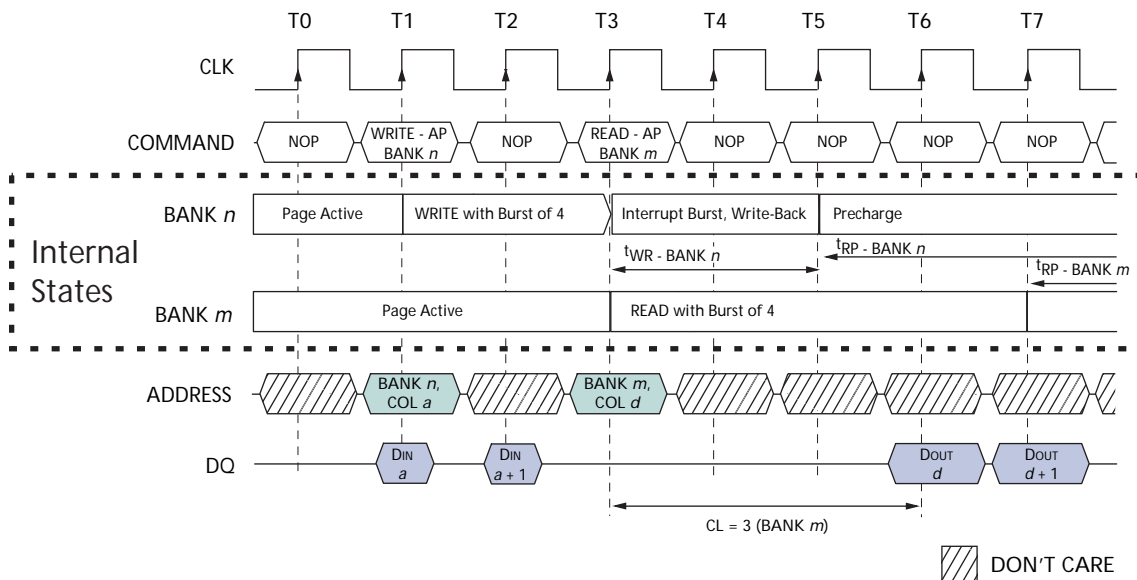 T0 T1 T2 T3 T4 T5 T6 T7
CLK
COMMAND NOP WRITE - AP BANK n NOP READ - AP BANK m NOP NOP NOP NOP
BANK n Page Active WRITE with Burst of 4 Interrupt Burst, Write-Back Precharge
Internal States
tWR - BANK n tRP - BANK n
tRP - BANK m
BANK m Page Active READ with Burst of 4
ADDRESS BANK n, COL a BANK m, COL d
DQ DIN a DIN a + 1 DOUT d DOUT d + 1
CL = 3 (BANK m)
DON'T CARE